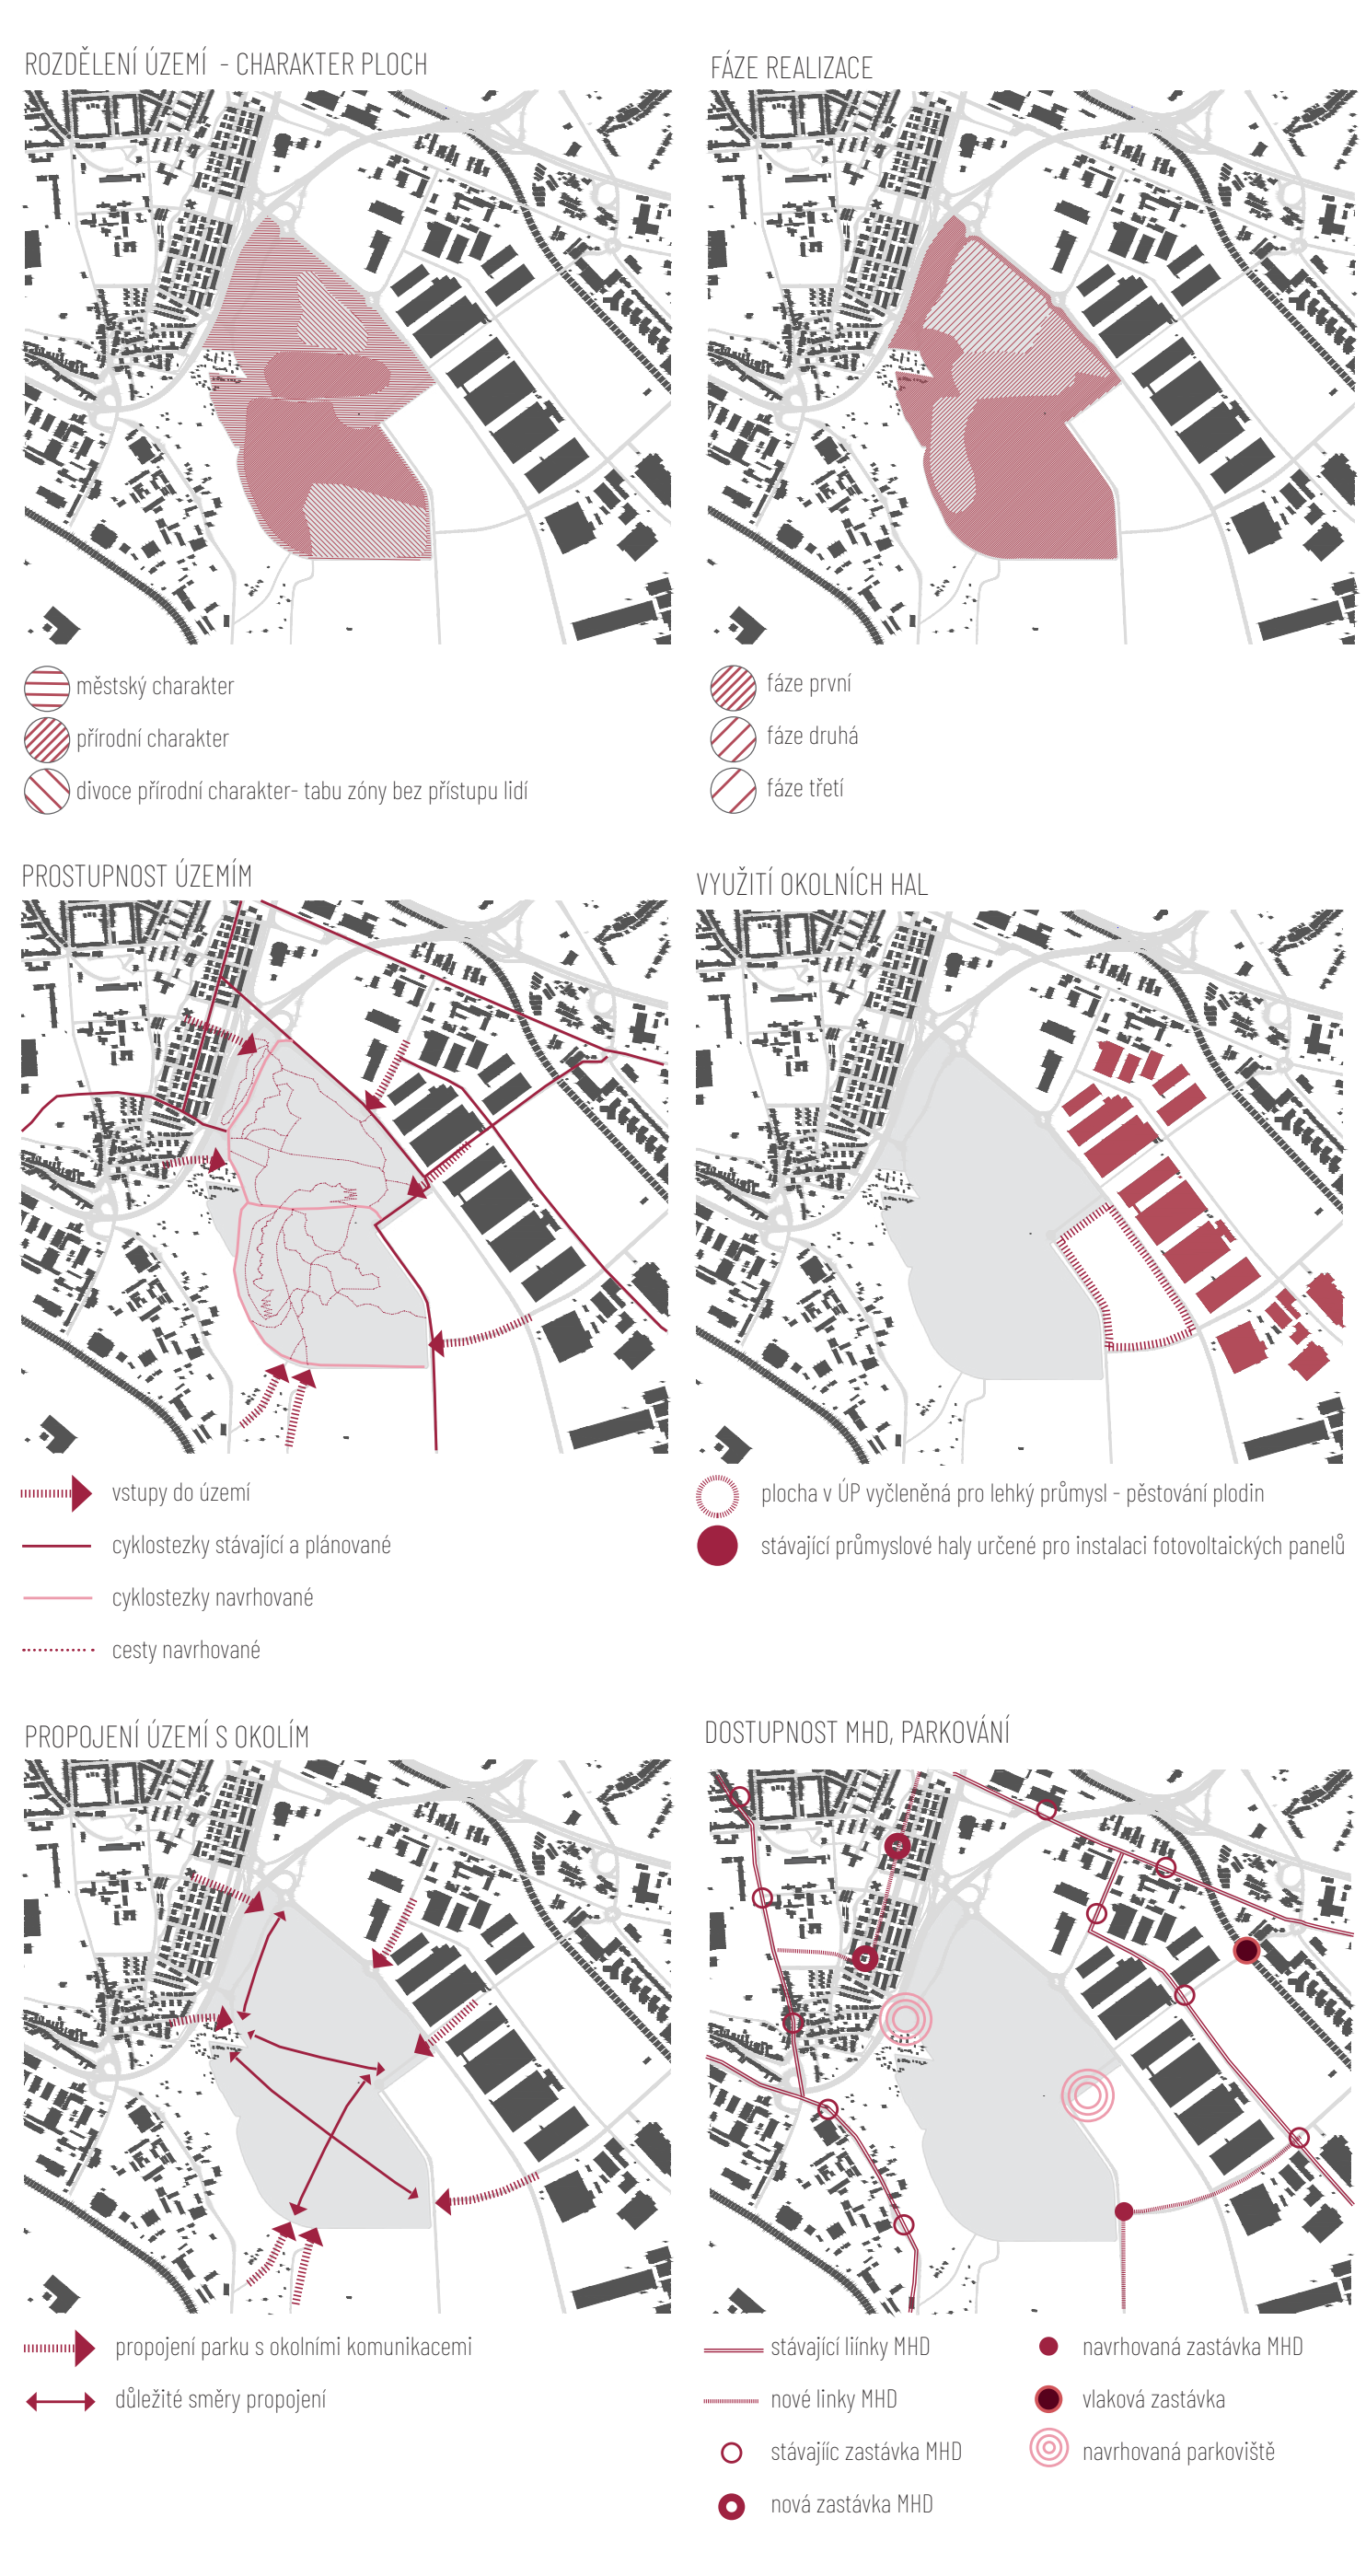 ROZDĚLENÍ ÚZEMÍ - CHARAKTER PLOCH
městský charakter
přírodní charakter
divoce přírodní charakter- tabu zóny bez přístupu lidí
FÁZE REALIZACE
fáze první
fáze druhá
fáze třetí
PROSTUPNOST ÚZEMÍM
vstupy do území
cyklostezky stávající a plánované
cyklostezky navrhované
cesty navrhované
VYUŽITÍ OKOLNÍCH HAL
plocha v ÚP vyčleněná pro lehký průmysl - pěstování plodin
stávající průmyslové haly určené pro instalaci fotovoltaických panelů
PROPOJENÍ ÚZEMÍ S OKOLÍM
propojení parku s okolními komunikacemi
důležité směry propojení
DOSTUPNOST MHD, PARKOVÁNÍ
stávající liínky MHD
nové linky MHD
stávajííc zastávka MHD
nová zastávka MHD
navrhovaná zastávka MHD
vlaková zastávka
navrhovaná parkoviště